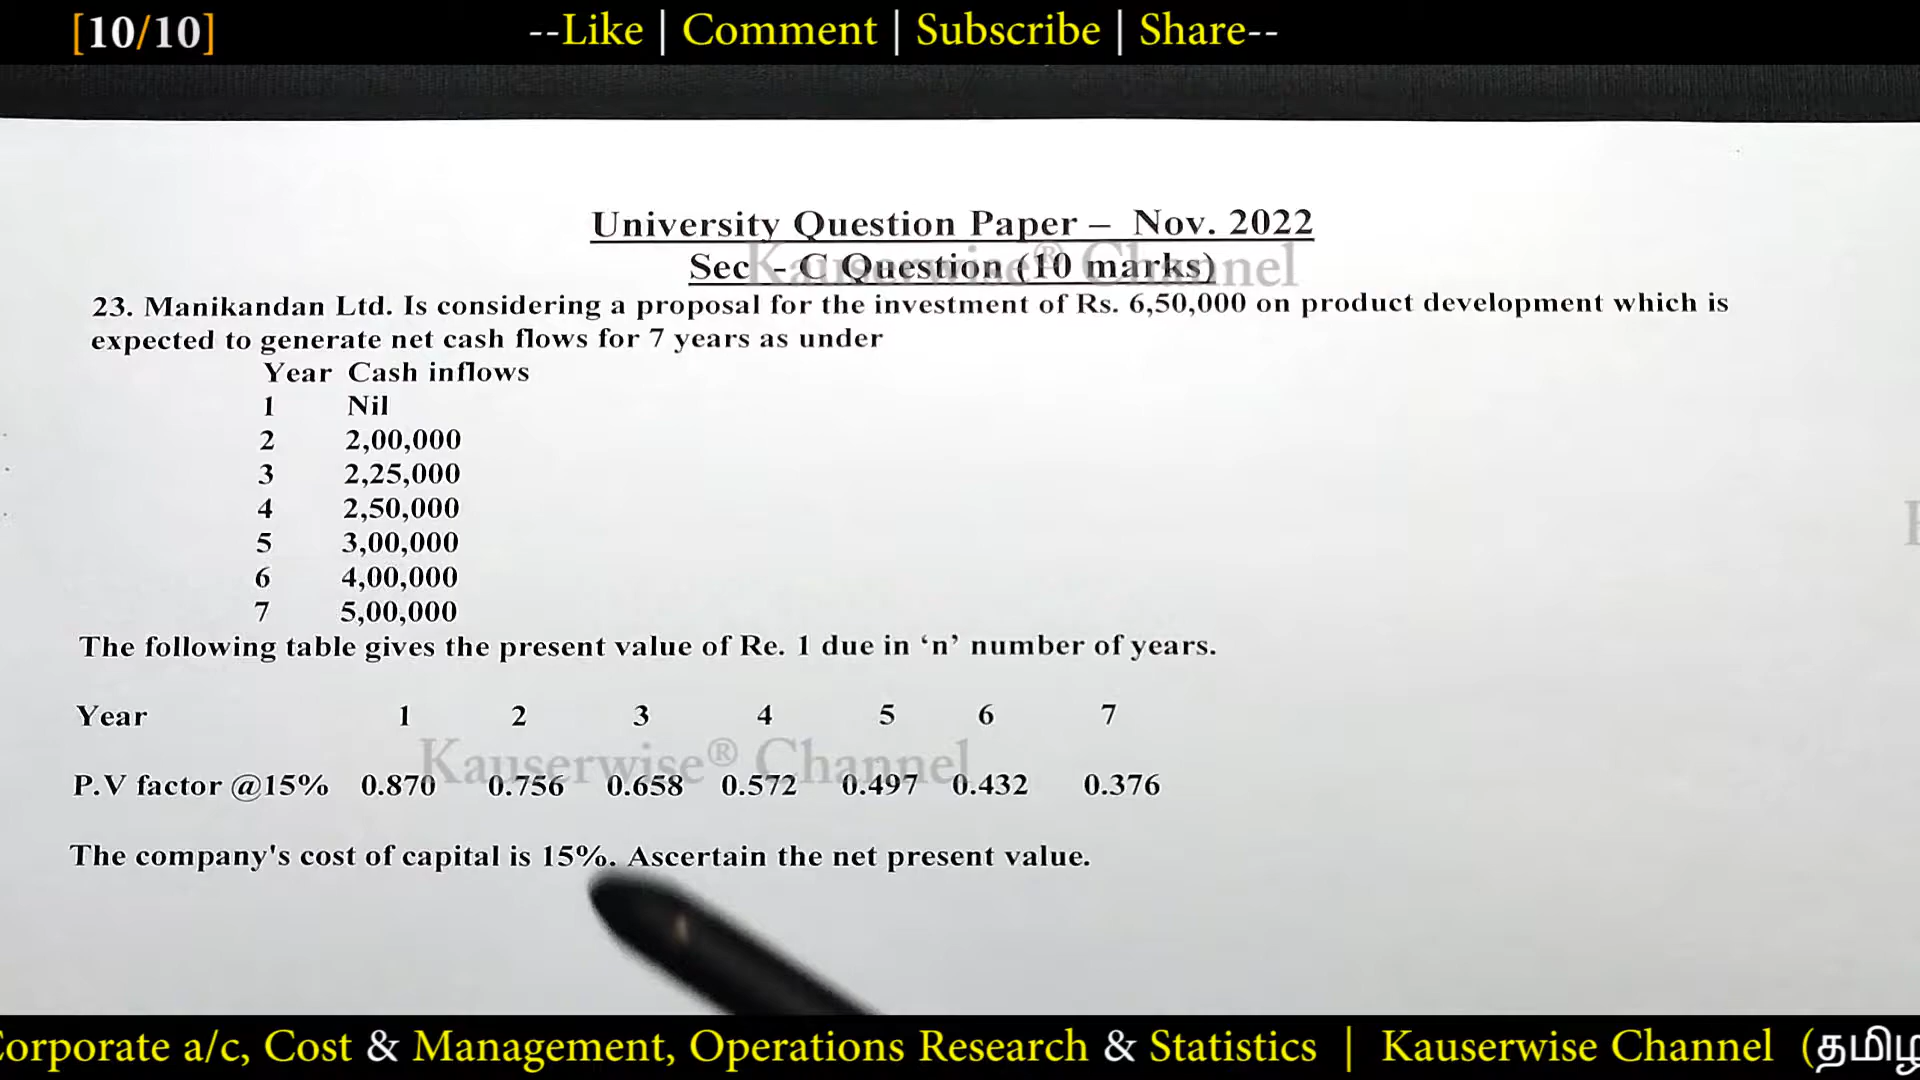 [10/10]
--Like | Comment | Subscribe | Share--
University Question Paper – Nov. 2022
Kauserwise® Channel
Sec - C Question (10 marks)
23. Manikandan Ltd. Is considering a proposal for the investment of Rs. 6,50,000 on product development which is
expected to generate net cash flows for 7 years as under
Year Cash inflows
1 Nil
2 2,00,000
3 2,25,000
4 2,50,000
5 3,00,000
6 4,00,000
7 5,00,000
The following table gives the present value of Re. 1 due in ‘n’ number of years.
Year 1 2 3 4 5 6 7
Kauserwise® Channel
P.V factor @15% 0.870 0.756 0.658 0.572 0.497 0.432 0.376
The company's cost of capital is 15%. Ascertain the net present value.
Corporate a/c, Cost & Management, Operations Research & Statistics | Kauserwise Channel (தமிழ